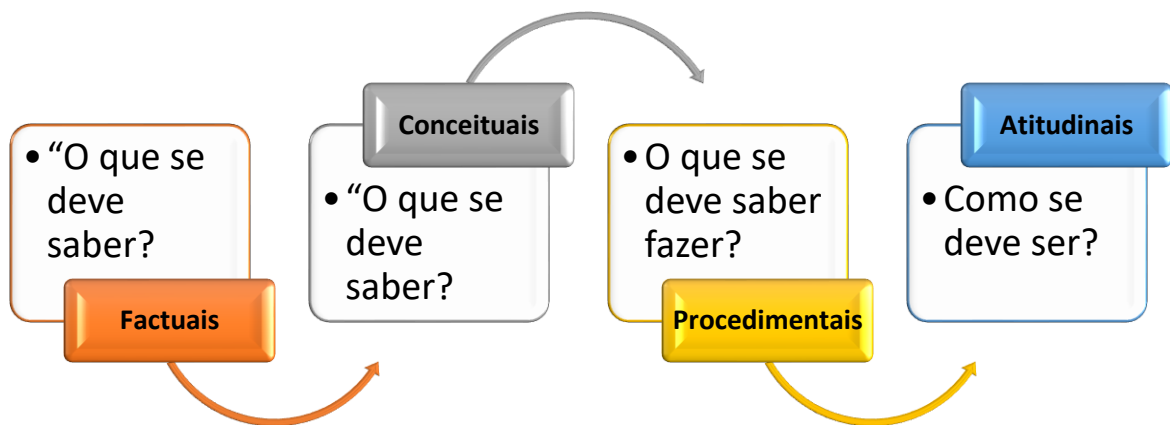 • “O que se
deve
saber?
Factuais
Conceituais
• “O que se
deve
saber?
• O que se
deve saber
fazer?
Procedimentais
Atitudinais
• Como se
deve ser?